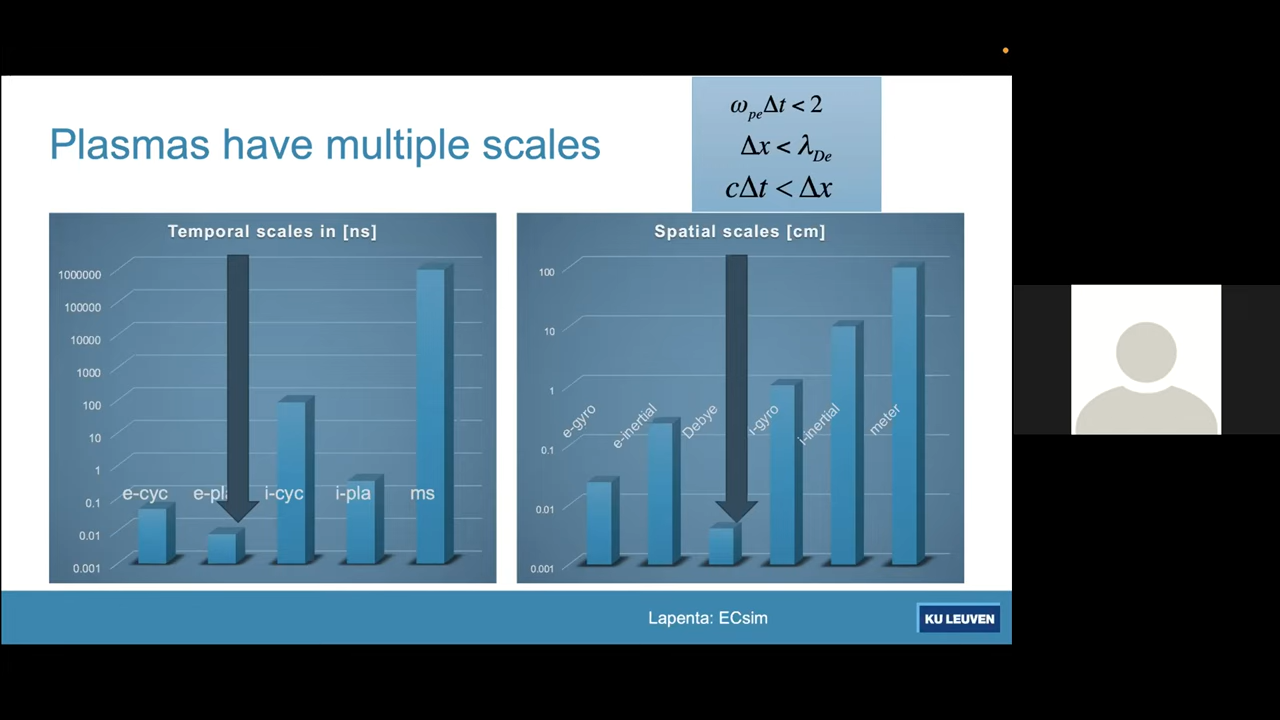 Plasmas have multiple scales
ω_pe Δt < 2
Δx < λ_De
cΔt < Δx
Temporal scales in [ns]
1000000
100000
10000
1000
100
10
1
0.1
0.01
0.001
e-cyc e-pla i-cyc i-pla ms
Spatial scales [cm]
100
10
1
0.1
0.01
0.001
e-gyro e-inertial Debye i-gyro i-inertial meter
Lapenta: ECsim
KU LEUVEN